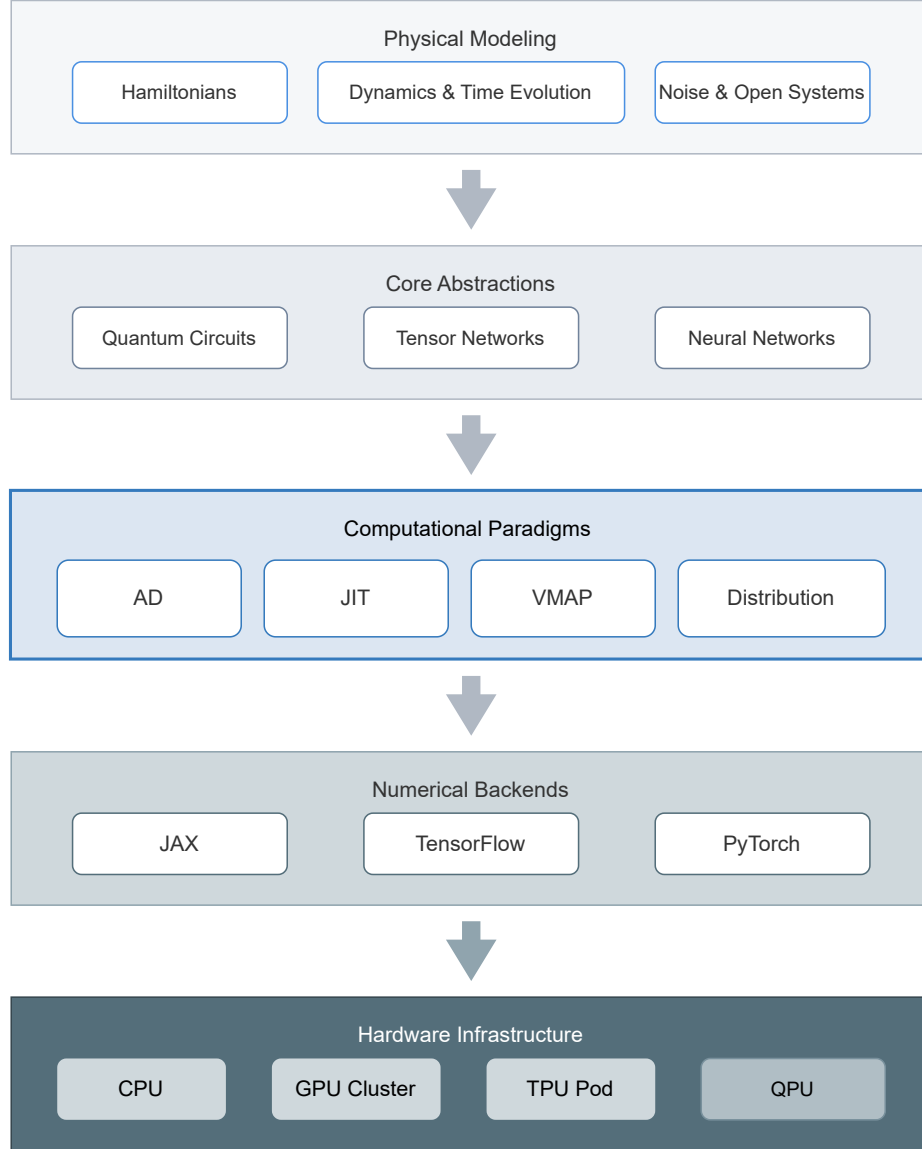 Physical Modeling
Hamiltonians
Dynamics & Time Evolution
Noise & Open Systems
Core Abstractions
Quantum Circuits
Tensor Networks
Neural Networks
Computational Paradigms
AD
JIT
VMAP
Distribution
Numerical Backends
JAX
TensorFlow
PyTorch
Hardware Infrastructure
CPU
GPU Cluster
TPU Pod
QPU